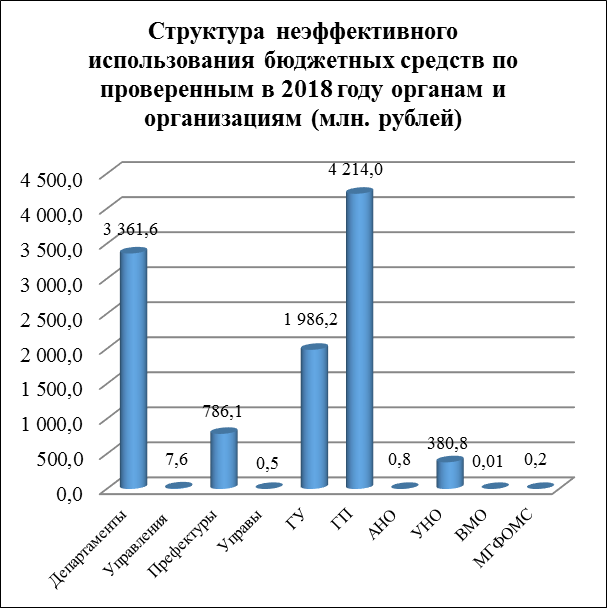 Структура неэффективного
использования бюджетных средств по
проверенным в 2018 году органам и
организациям (млн. рублей)
4 500,0
4 000,0
3 500,0
3 000,0
2 500,0
2 000,0
1 500,0
1 000,0
500,0
0,0
3 361,6
7,6
786,1
0,5
1 986,2
4 214,0
0,8
380,8
0,01
0,2
Департаменты
Управления
Префектуры
Управы
ГУ
ГП
АНО
УНО
ВМО
МГФОМС